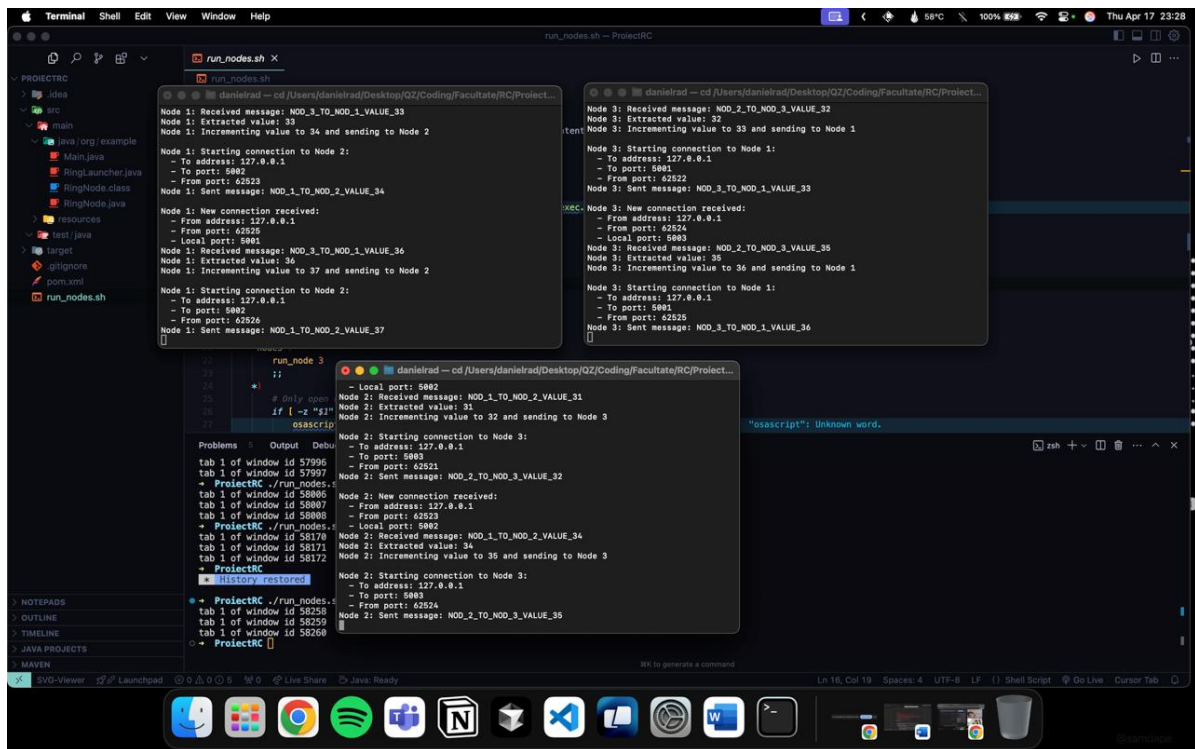 Terminal Shell Edit View Window Help
58°C 100% Thu Apr 17 23:28
run_nodes.sh — ProiectRC
run_nodes.sh
PROIECTRC
run_nodes.sh
.idea
src
main
java/org/example
Main.java
RingLauncher.java
RingNode.class
RingNode.java
resources
test/java
target
.gitignore
pom.xml
run_nodes.sh
danielrad — cd /Users/danielrad/Desktop/QZ/Coding/Facultate/RC/Proiect...
Node 1: Received message: NOD_3_TO_NOD_1_VALUE_33
Node 1: Extracted value: 33
Node 1: Incrementing value to 34 and sending to Node 2
Node 1: Starting connection to Node 2:
– To address: 127.0.0.1
– To port: 5002
– From port: 62523
Node 1: Sent message: NOD_1_TO_NOD_2_VALUE_34
Node 1: New connection received:
– From address: 127.0.0.1
– From port: 62525
– Local port: 5001
Node 1: Received message: NOD_3_TO_NOD_1_VALUE_36
Node 1: Extracted value: 36
Node 1: Incrementing value to 37 and sending to Node 2
Node 1: Starting connection to Node 2:
– To address: 127.0.0.1
– To port: 5002
– From port: 62526
Node 1: Sent message: NOD_1_TO_NOD_2_VALUE_37
tent
exec.
danielrad — cd /Users/danielrad/Desktop/QZ/Coding/Facultate/RC/Proiect...
Node 3: Received message: NOD_2_TO_NOD_3_VALUE_32
Node 3: Extracted value: 32
Node 3: Incrementing value to 33 and sending to Node 1
Node 3: Starting connection to Node 1:
– To address: 127.0.0.1
– To port: 5001
– From port: 62522
Node 3: Sent message: NOD_3_TO_NOD_1_VALUE_33
Node 3: New connection received:
– From address: 127.0.0.1
– From port: 62524
– Local port: 5003
Node 3: Received message: NOD_2_TO_NOD_3_VALUE_35
Node 3: Extracted value: 35
Node 3: Incrementing value to 36 and sending to Node 1
Node 3: Starting connection to Node 1:
– To address: 127.0.0.1
– To port: 5001
– From port: 62525
Node 3: Sent message: NOD_3_TO_NOD_1_VALUE_36
22 run_node 3
23 ;;
24 *)
25 # Only open
26 if [ -z "$1"
27 osascrip
"osascript": Unknown word.
danielrad — cd /Users/danielrad/Desktop/QZ/Coding/Facultate/RC/Proiect...
– Local port: 5002
Node 2: Received message: NOD_1_TO_NOD_2_VALUE_31
Node 2: Extracted value: 31
Node 2: Incrementing value to 32 and sending to Node 3
Node 2: Starting connection to Node 3:
– To address: 127.0.0.1
– To port: 5003
– From port: 62521
Node 2: Sent message: NOD_2_TO_NOD_3_VALUE_32
Node 2: New connection received:
– From address: 127.0.0.1
– From port: 62523
– Local port: 5002
Node 2: Received message: NOD_1_TO_NOD_2_VALUE_34
Node 2: Extracted value: 34
Node 2: Incrementing value to 35 and sending to Node 3
Node 2: Starting connection to Node 3:
– To address: 127.0.0.1
– To port: 5003
– From port: 62524
Node 2: Sent message: NOD_2_TO_NOD_3_VALUE_35
Problems 5 Output Debu
zsh
tab 1 of window id 57996
tab 1 of window id 57997
→ ProiectRC ./run_nodes.s
tab 1 of window id 58006
tab 1 of window id 58007
tab 1 of window id 58008
→ ProiectRC ./run_nodes.s
tab 1 of window id 58170
tab 1 of window id 58171
tab 1 of window id 58172
→ ProiectRC
* History restored
→ ProiectRC ./run_nodes.s
tab 1 of window id 58258
tab 1 of window id 58259
tab 1 of window id 58260
→ ProiectRC
⌘K to generate a command
NOTEPADS
OUTLINE
TIMELINE
JAVA PROJECTS
MAVEN
SVG-Viewer Launchpad 0 0 5 0 Live Share Java: Ready
Ln 16, Col 19 Spaces: 4 UTF-8 LF Shell Script Go Live Cursor Tab